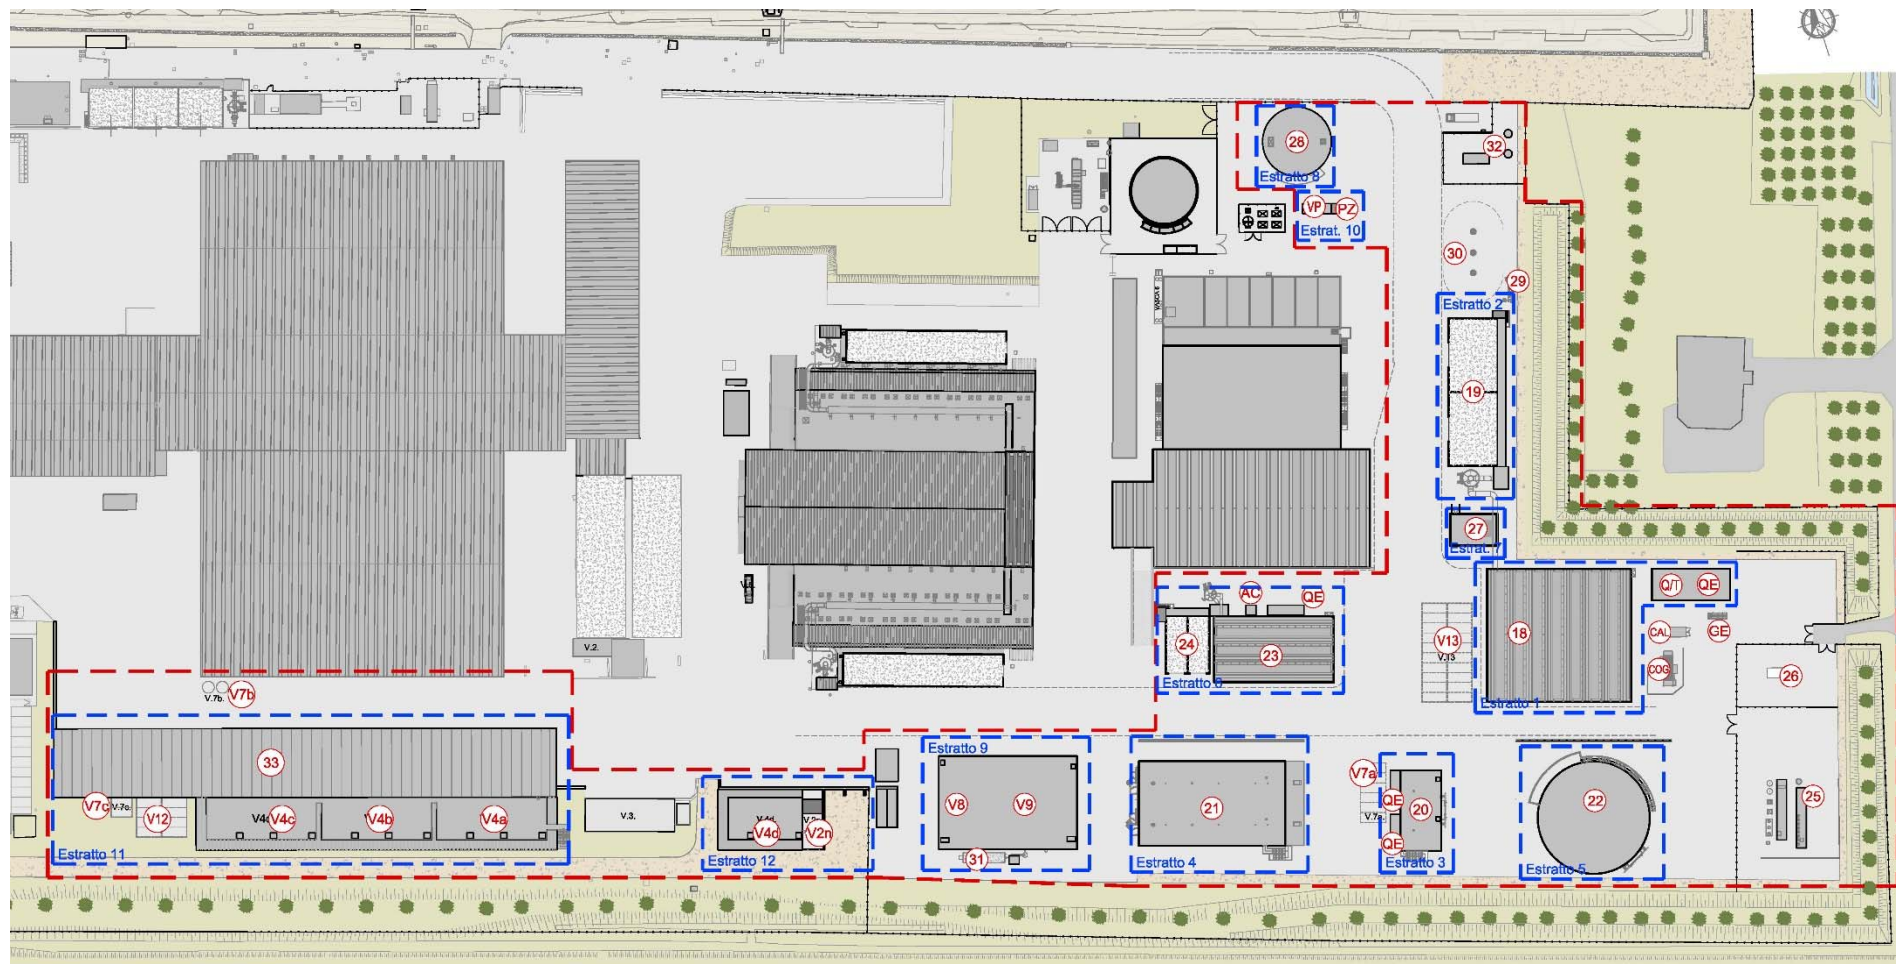 28
Estratto 8
32
VP
PZ
Estrat. 10
30
29
Estratto 2
19
27
Estrat. 7
24
AC
QE
23
Estratto 6
V13
V.13
18
Estratto 1
Q/T
QE
CAL
GE
COG
26
V.2.
V7b
V.7b.
33
V7c
V.7c.
V12
V4c
V4b
V4a
Estratto 11
V.3.
V4d
V2n
Estratto 12
Estratto 9
V8
V9
31
21
Estratto 4
V7a
V.7a.
QE
20
QE
Estratto 3
22
Estratto 5
25